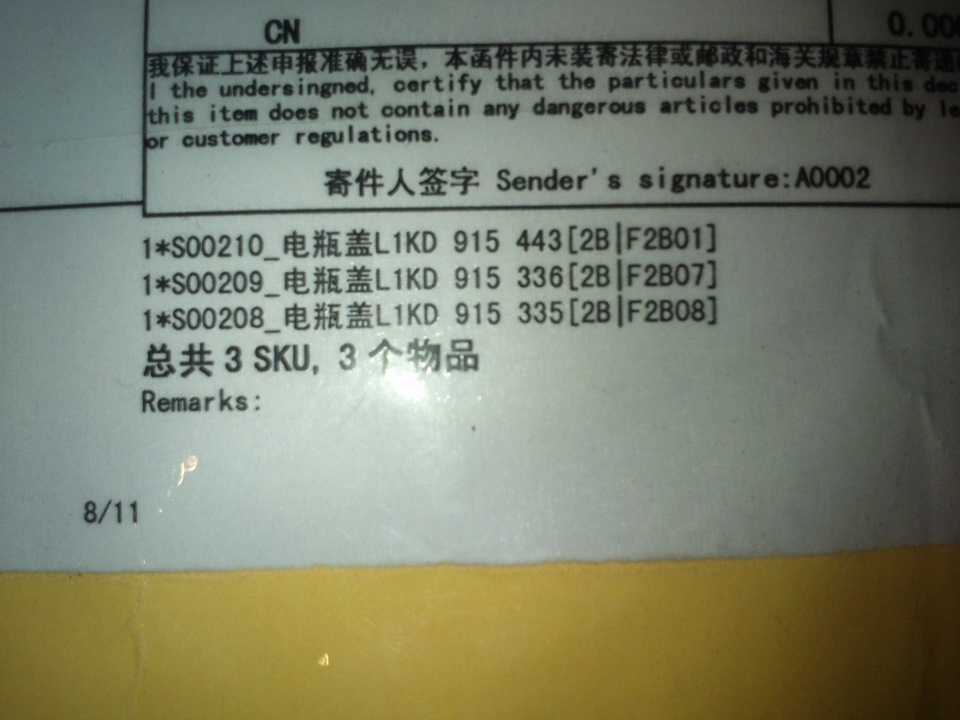 CN
0.00
我保证上述申报准确无误，本函件内未装寄法律或邮政和海关规章禁止寄递
I the undersingned, certify that the particulars given in this dec
this item does not contain any dangerous articles prohibited by le
or customer regulations.
寄件人签字 Sender's signature:A0002
1*S00210_电瓶盖L1KD 915 443[2B|F2B01]
1*S00209_电瓶盖L1KD 915 336[2B|F2B07]
1*S00208_电瓶盖L1KD 915 335[2B|F2B08]
总共 3 SKU, 3 个物品
Remarks:
8/11